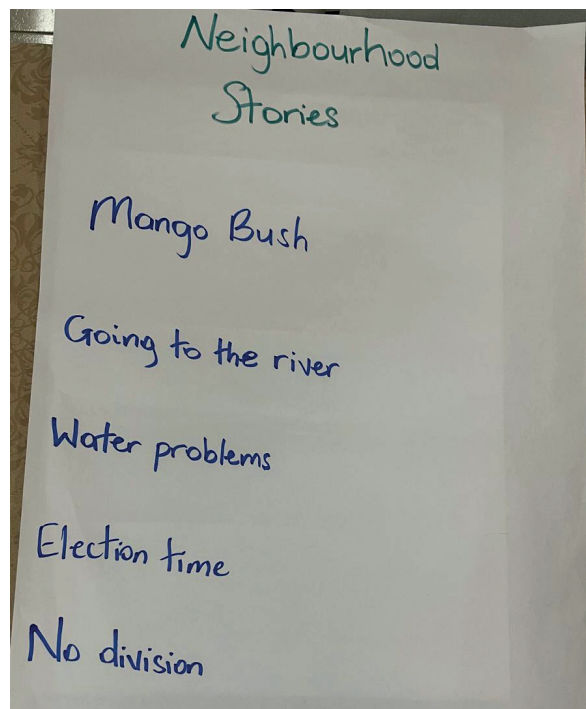 Neighbourhood
Stories
Mango Bush
Going to the river
Water problems
Election time
No division